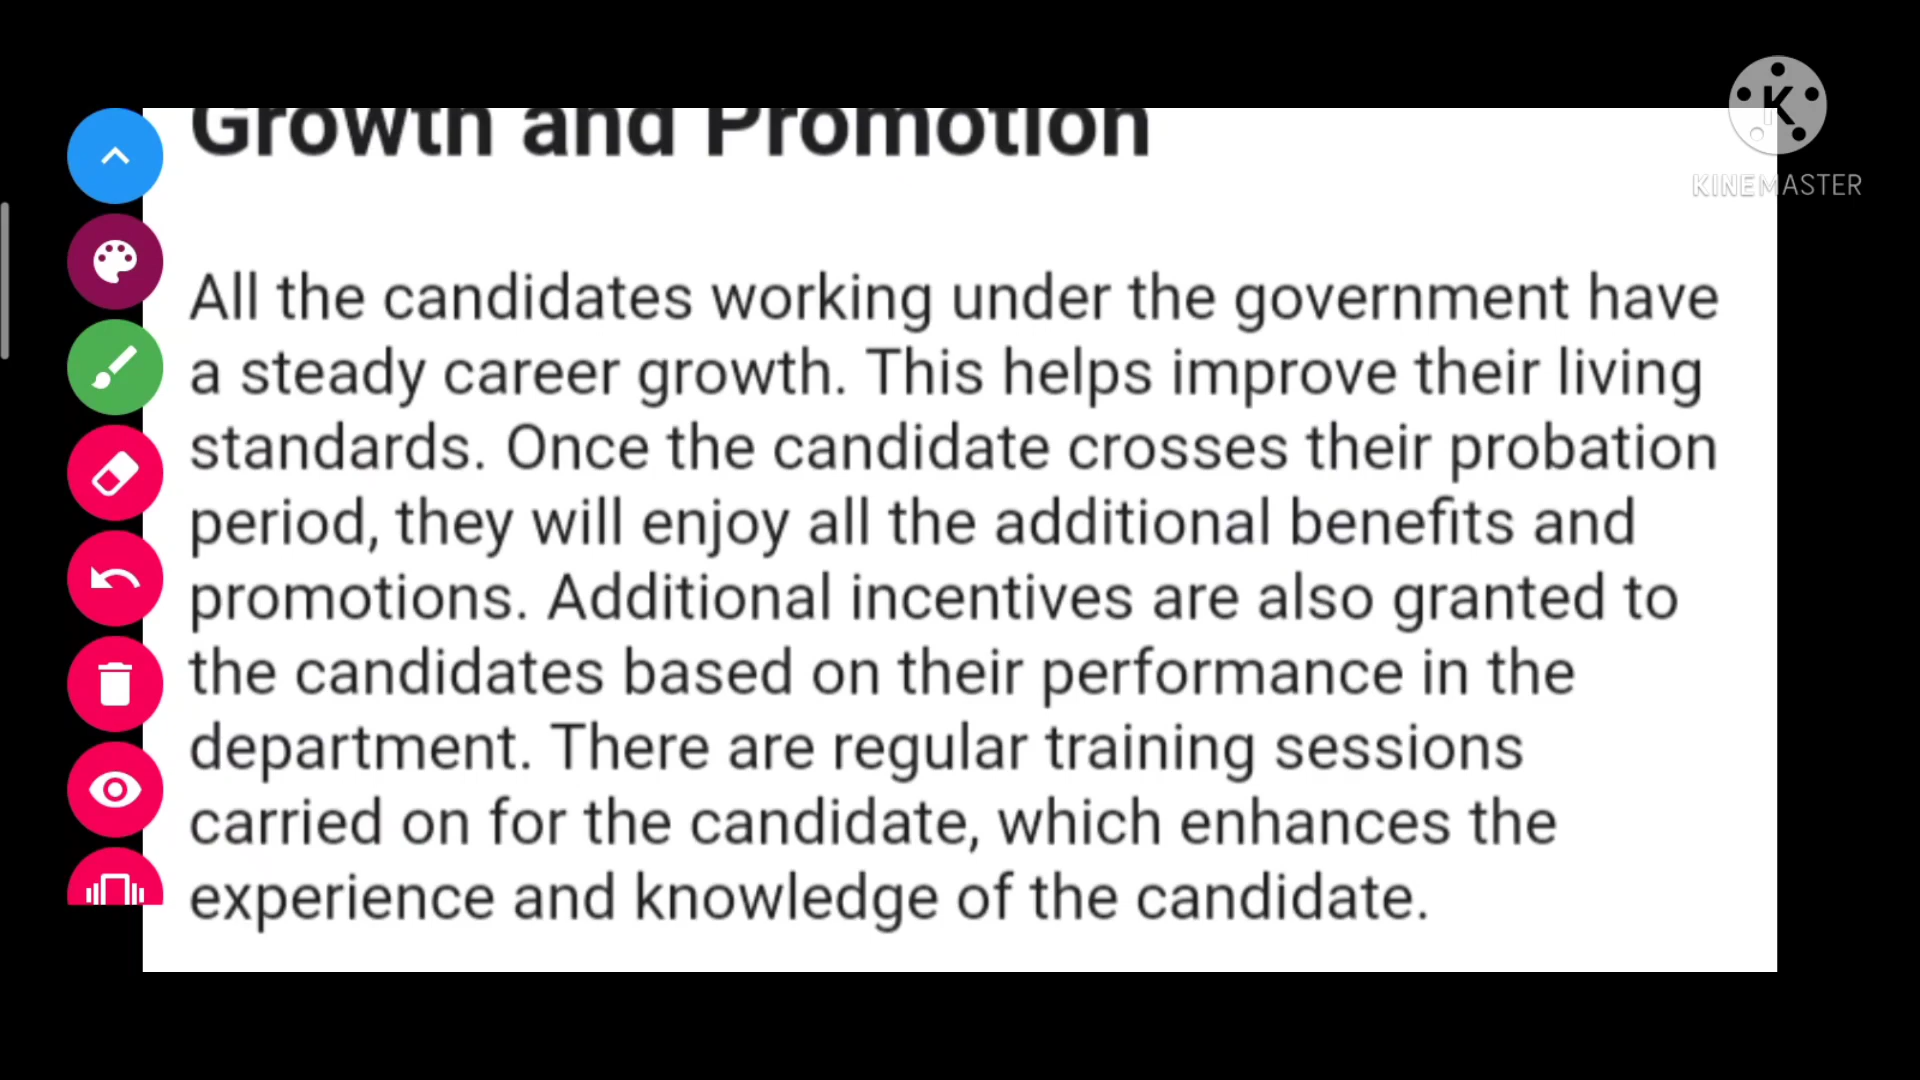 Growth and Promotion
K
KINEMASTER
All the candidates working under the government have
a steady career growth. This helps improve their living
standards. Once the candidate crosses their probation
period, they will enjoy all the additional benefits and
promotions. Additional incentives are also granted to
the candidates based on their performance in the
department. There are regular training sessions
carried on for the candidate, which enhances the
experience and knowledge of the candidate.